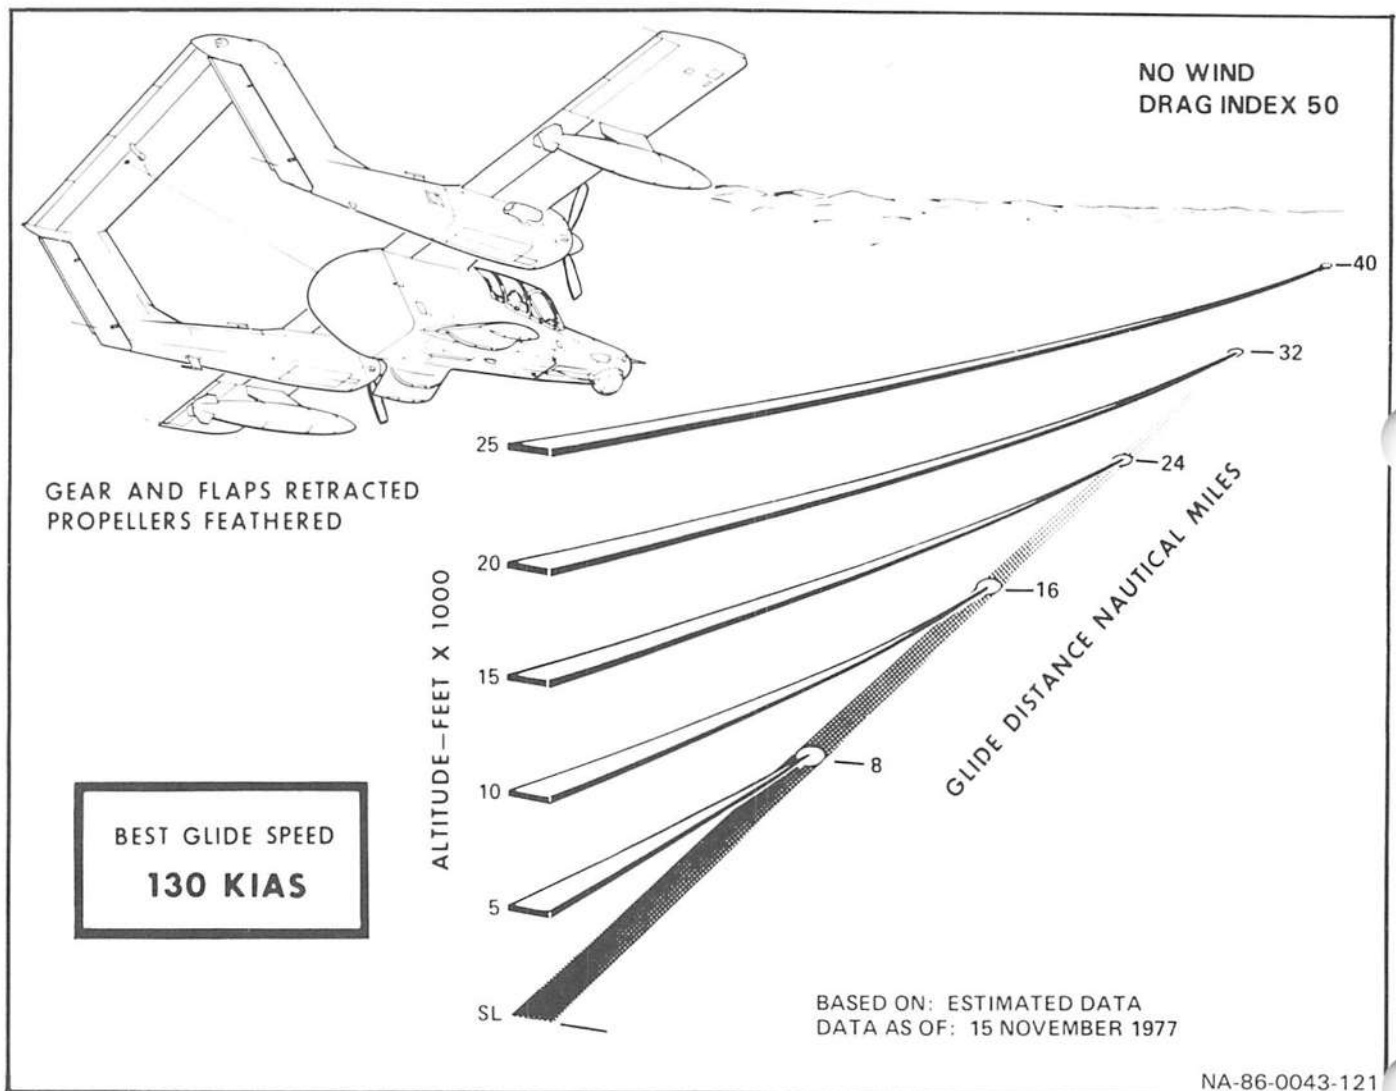 NO WIND
DRAG INDEX 50
40
32
25
24
GEAR AND FLAPS RETRACTED
PROPELLERS FEATHERED
20
16
ALTITUDE—FEET X 1000
GLIDE DISTANCE NAUTICAL MILES
15
8
10
BEST GLIDE SPEED
130 KIAS
5
SL
BASED ON: ESTIMATED DATA
DATA AS OF: 15 NOVEMBER 1977
NA-86-0043-121